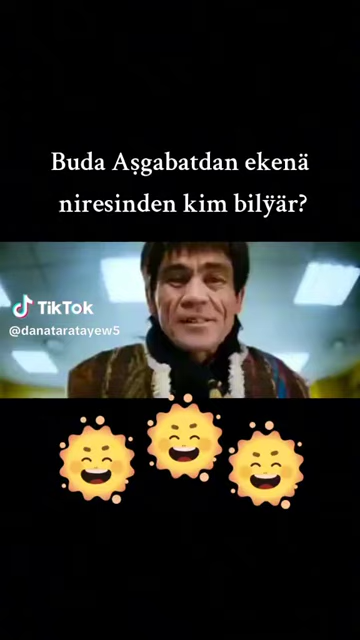 Buda Aşgabatdan ekenä
niresinden kim bilýär?
TikTok
@danataratayew5